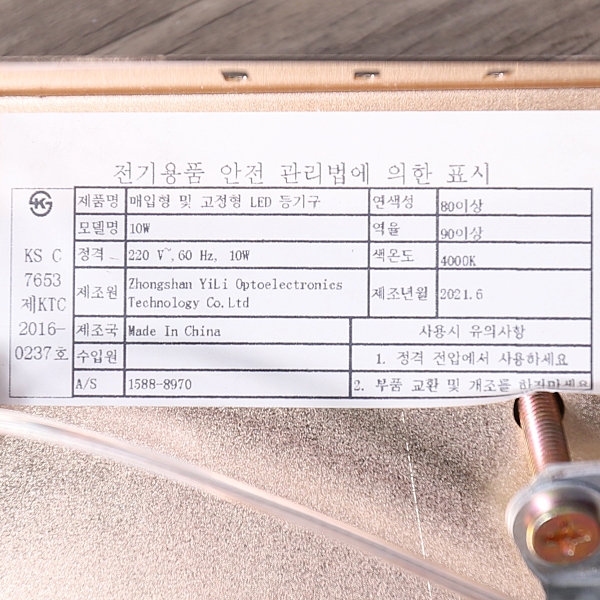 전기용품 안전 관리법에 의한 표시
KS C
7653
제KTC
2016-
0237호
제품명 매입형 및 고정형 LED 등기구 연색성 80이상
모델명 10W 역율 90이상
정격 220 V~,60 Hz, 10W 색온도 4000K
제조원 Zhongshan YiLi Optoelectronics
Technology Co.Ltd 제조년월 2021.6
제조국 Made In China 사용시 유의사항
수입원 1. 정격 전압에서 사용하세요
A/S 1588-8970 2. 부품 교환 및 개조를 하지마세요